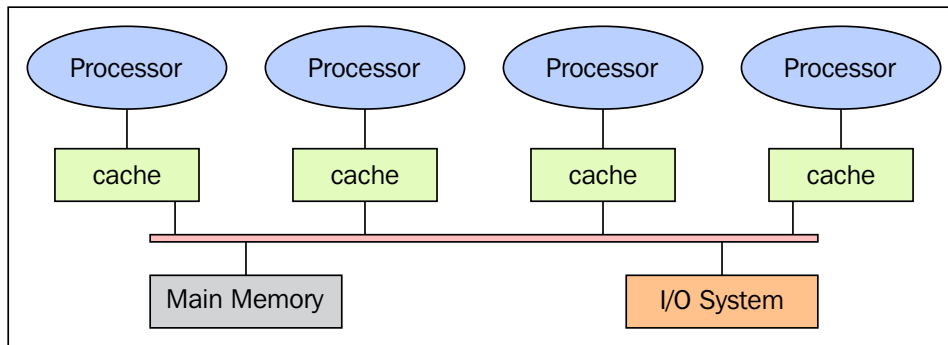 Processor Processor Processor Processor
cache cache cache cache
Main Memory I/O System